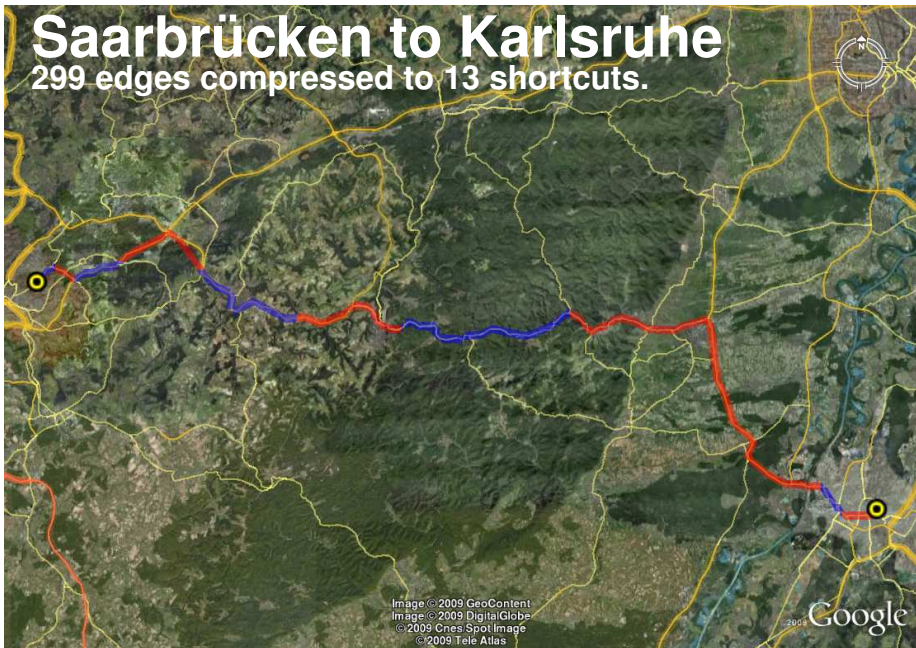 Saarbrücken to Karlsruhe
299 edges compressed to 13 shortcuts.
N
Image © 2009 GeoContent
Image © 2009 DigitalGlobe
© 2009 Cnes/Spot Image
© 2009 Tele Atlas
©2009 Google